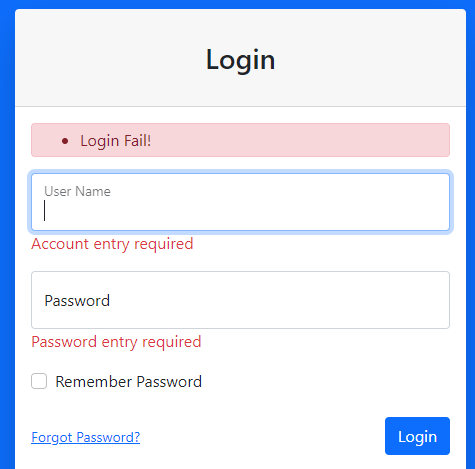 Login
Login Fail!
User Name
Account entry required
Password
Password entry required
Remember Password
Forgot Password?
Login